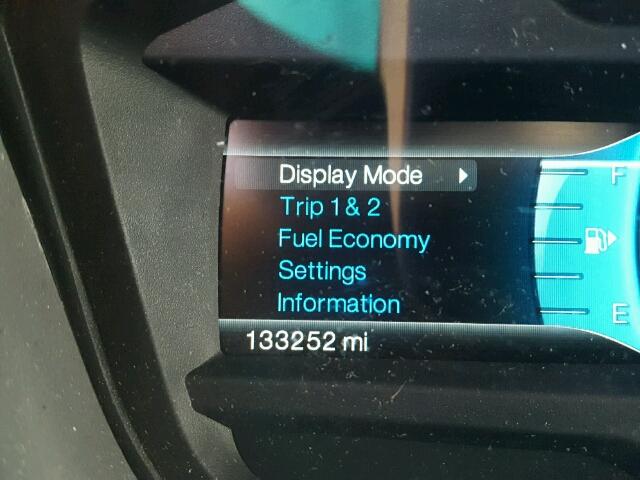 Display Mode
Trip 1 & 2
Fuel Economy
Settings
Information
133252 mi
F
E